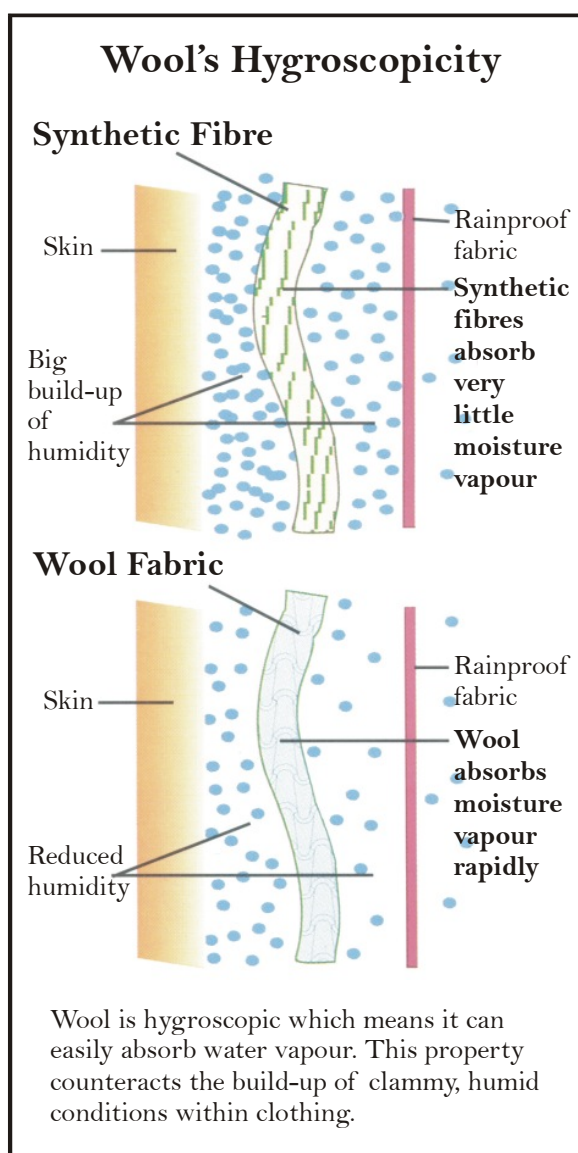 Wool’s Hygroscopicity
Synthetic Fibre
Skin
Rainproof
fabric
Synthetic
fibres
absorb
very
little
moisture
vapour
Big
build-up
of
humidity
Wool Fabric
Skin
Rainproof
fabric
Wool
absorbs
moisture
vapour
rapidly
Reduced
humidity
Wool is hygroscopic which means it can
easily absorb water vapour. This property
counteracts the build-up of clammy, humid
conditions within clothing.